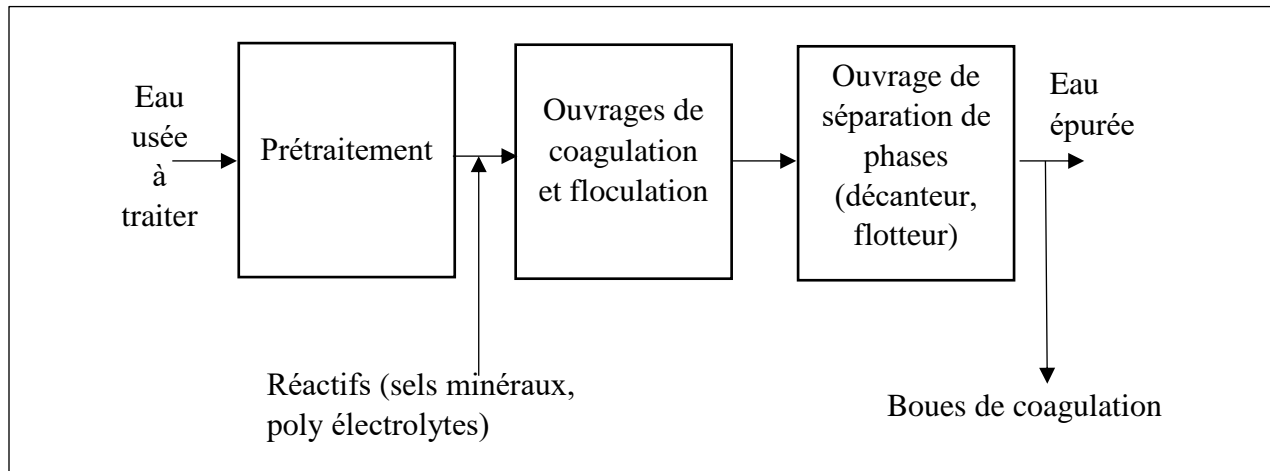 Eau
usée
à
traiter
Prétraitement
Ouvrages de
coagulation
et floculation
Ouvrage de
séparation de
phases
(décanteur,
flotteur)
Eau
épurée
Réactifs (sels minéraux,
poly électrolytes)
Boues de coagulation